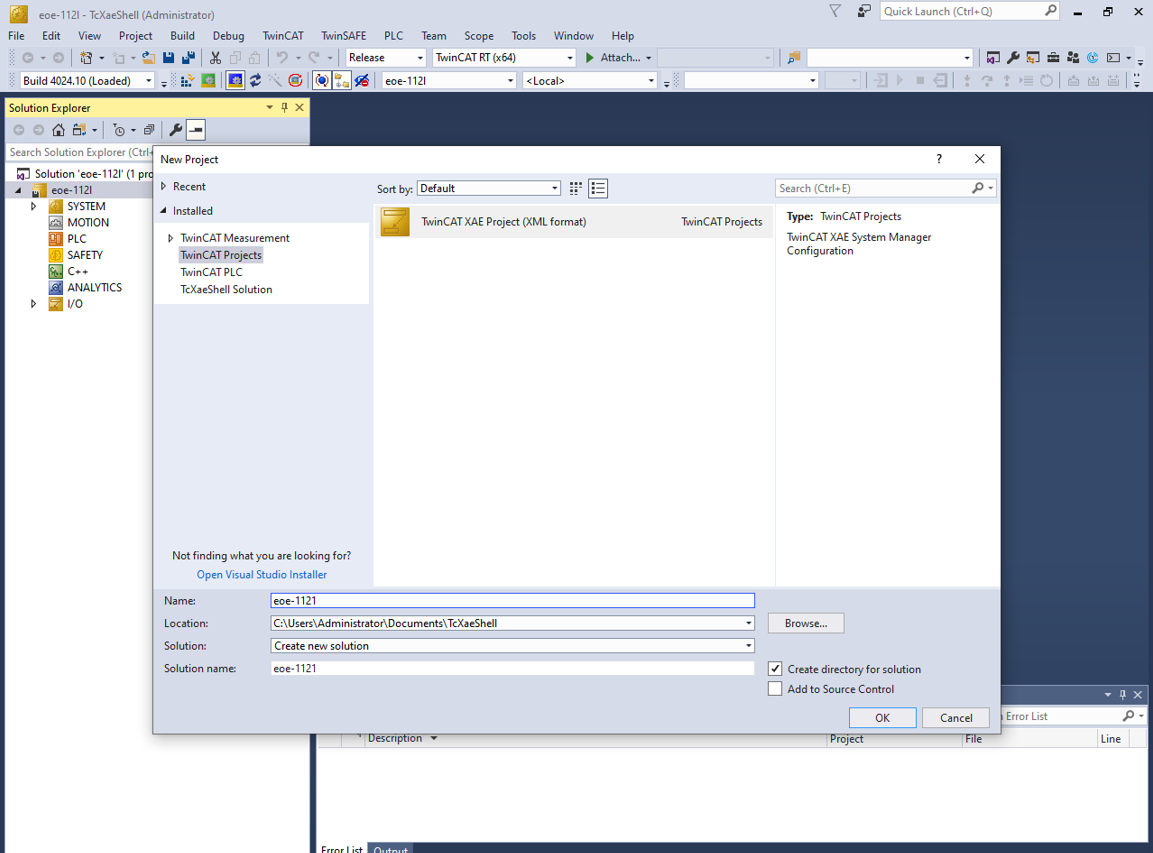 eoe-112I - TcXaeShell (Administrator)
Quick Launch (Ctrl+Q)
File Edit View Project Build Debug TwinCAT TwinSAFE PLC Team Scope Tools Window Help
Release TwinCAT RT (x64) Attach...
Build 4024.10 (Loaded) eoe-112I <Local>
Solution Explorer
Search Solution Explorer (Ctrl+
Solution 'eoe-112I' (1 pro
eoe-112I
SYSTEM
MOTION
PLC
SAFETY
C++
ANALYTICS
I/O
New Project
?
Recent
Installed
TwinCAT Measurement
TwinCAT Projects
TwinCAT PLC
TcXaeShell Solution
Not finding what you are looking for?
Open Visual Studio Installer
Sort by: Default
TwinCAT XAE Project (XML format) TwinCAT Projects
Search (Ctrl+E)
Type: TwinCAT Projects
TwinCAT XAE System Manager
Configuration
Name: eoe-1121
Location: C:\Users\Administrator\Documents\TcXaeShell
Browse...
Solution: Create new solution
Solution name: eoe-1121
Create directory for solution
Add to Source Control
OK Cancel
Error List
Description Project File Line
Error List Output